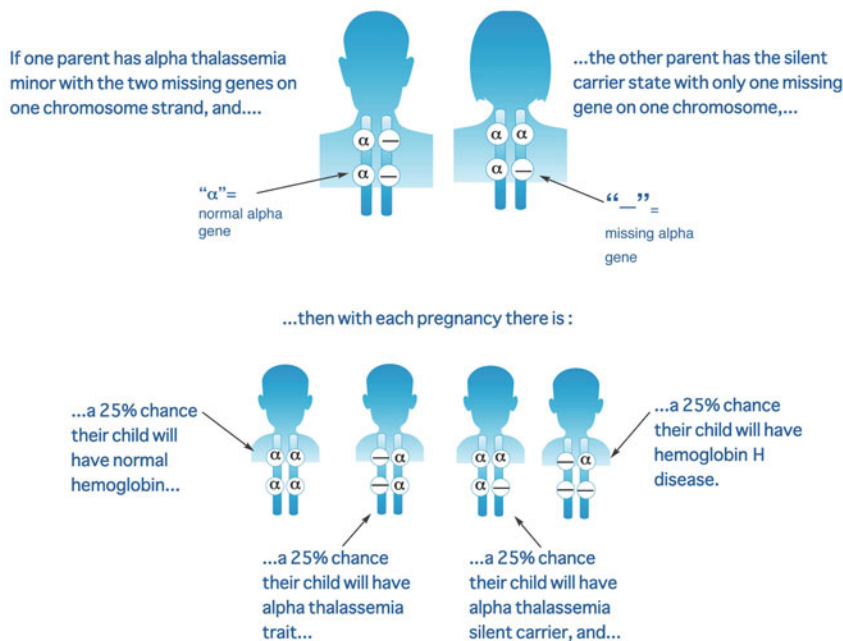 If one parent has alpha thalassemia
minor with the two missing genes on
one chromosome strand, and....
...the other parent has the silent
carrier state with only one missing
gene on one chromosome,...
α —
α —
α α
α —
“α”=
normal alpha
gene
“—”=
missing alpha
gene
...then with each pregnancy there is :
...a 25% chance
their child will
have normal
hemoglobin...
α α
α α
— α
— α
α α
α —
— α
— —
...a 25% chance
their child will have
hemoglobin H
disease.
...a 25% chance
their child will have
alpha thalassemia
trait...
...a 25% chance
their child will have
alpha thalassemia
silent carrier, and...